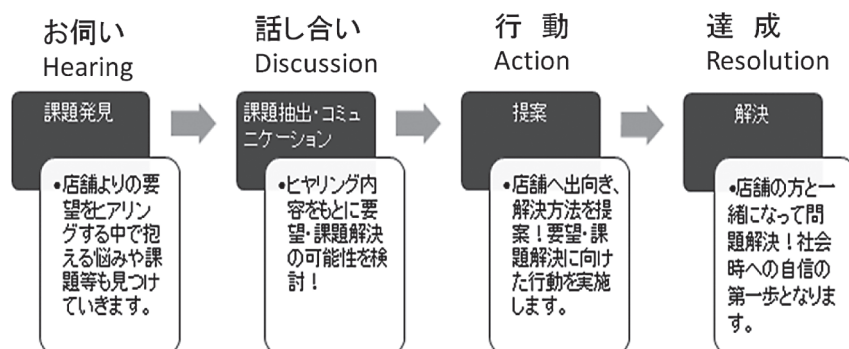 お伺い
Hearing
課題発見
•店舗よりの要
望をヒアリン
グする中で抱
える悩みや課
題等も見つけ
ていきます。
話し合い
Discussion
課題抽出・コミュ
ニケーション
•ヒヤリング内
容をもとに要
望・課題解決
の可能性を検
討！
行 動
Action
提案
•店舗へ出向き、
解決方法を提
案！要望・課
題解決に向け
た行動を実施
します。
達 成
Resolution
解決
•店舗の方と一
緒になって問
題解決！社会
時への自信の
第一歩となりま
す。